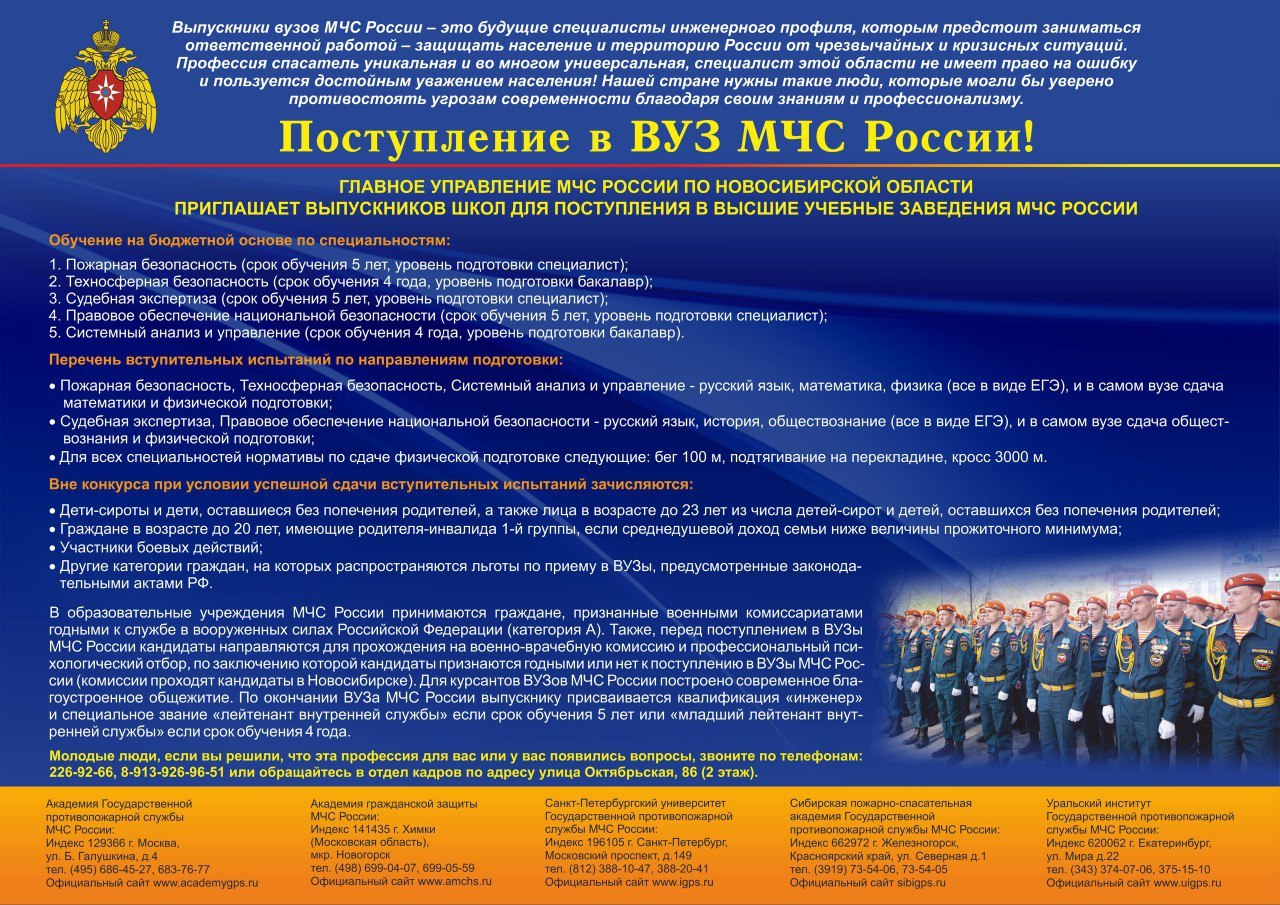 Выпускники вузов МЧС России – это будущие специалисты инженерного профиля, которым предстоит заниматься
ответственной работой – защищать население и территорию России от чрезвычайных и кризисных ситуаций.
Профессия спасатель уникальная и во многом универсальная, специалист этой области не имеет право на ошибку
и пользуется достойным уважением населения! Нашей стране нужны такие люди, которые могли бы уверено
противостоять угрозам современности благодаря своим знаниям и профессионализму.
Поступление в ВУЗ МЧС России!
ГЛАВНОЕ УПРАВЛЕНИЕ МЧС РОССИИ ПО НОВОСИБИРСКОЙ ОБЛАСТИ
ПРИГЛАШАЕТ ВЫПУСКНИКОВ ШКОЛ ДЛЯ ПОСТУПЛЕНИЯ В ВЫСШИЕ УЧЕБНЫЕ ЗАВЕДЕНИЯ МЧС РОССИИ
Обучение на бюджетной основе по специальностям:
1. Пожарная безопасность (срок обучения 5 лет, уровень подготовки специалист);
2. Техносферная безопасность (срок обучения 4 года, уровень подготовки бакалавр);
3. Судебная экспертиза (срок обучения 5 лет, уровень подготовки специалист);
4. Правовое обеспечение национальной безопасности (срок обучения 5 лет, уровень подготовки специалист);
5. Системный анализ и управление (срок обучения 4 года, уровень подготовки бакалавр).
Перечень вступительных испытаний по направлениям подготовки:
• Пожарная безопасность, Техносферная безопасность, Системный анализ и управление - русский язык, математика, физика (все в виде ЕГЭ), и в самом вузе сдача
математики и физической подготовки;
• Судебная экспертиза, Правовое обеспечение национальной безопасности - русский язык, история, обществознание (все в виде ЕГЭ), и в самом вузе сдача общест-
вознания и физической подготовки;
• Для всех специальностей нормативы по сдаче физической подготовке следующие: бег 100 м, подтягивание на перекладине, кросс 3000 м.
Вне конкурса при условии успешной сдачи вступительных испытаний зачисляются:
• Дети-сироты и дети, оставшиеся без попечения родителей, а также лица в возрасте до 23 лет из числа детей-сирот и детей, оставшихся без попечения родителей;
• Граждане в возрасте до 20 лет, имеющие родителя-инвалида 1-й группы, если среднедушевой доход семьи ниже величины прожиточного минимума;
• Участники боевых действий;
• Другие категории граждан, на которых распространяются льготы по приему в ВУЗы, предусмотренные законода-
тельными актами РФ.
В образовательные учреждения МЧС России принимаются граждане, признанные военными комиссариатами
годными к службе в вооруженных силах Российской Федерации (категория А). Также, перед поступлением в ВУЗы
МЧС России кандидаты направляются для прохождения на военно-врачебную комиссию и профессиональный пси-
хологический отбор, по заключению которой кандидаты признаются годными или нет к поступлению в ВУЗы МЧС Рос-
сии (комиссии проходят кандидаты в Новосибирске). Для курсантов ВУЗов МЧС России построено современное бла-
гоустроенное общежитие. По окончании ВУЗа МЧС России выпускнику присваивается квалификация «инженер»
и специальное звание «лейтенант внутренней службы» если срок обучения 5 лет или «младший лейтенант внут-
ренней службы» если срок обучения 4 года.
Молодые люди, если вы решили, что эта профессия для вас или у вас появились вопросы, звоните по телефонам:
226-92-66, 8-913-926-96-51 или обращайтесь в отдел кадров по адресу улица Октябрьская, 86 (2 этаж).
Академия Государственной
противопожарной службы
МЧС России:
Индекс 129366 г. Москва,
ул. Б. Галушкина, д.4
тел. (495) 686-45-27, 683-76-77
Официальный сайт www.academygps.ru
Академия гражданской защиты
МЧС России:
Индекс 141435 г. Химки
(Московская область),
мкр. Новогорск
тел. (498) 699-04-07, 699-05-59
Официальный сайт www.amchs.ru
Санкт-Петербургский университет
Государственной противопожарной
службы МЧС России:
Индекс 196105 г. Санкт-Петербург,
Московский проспект, д.149
тел. (812) 388-10-47, 388-20-41
Официальный сайт www.igps.ru
Сибирская пожарно-спасательная
академия Государственной
противопожарной службы МЧС России:
Индекс 662972 г. Железногорск,
Красноярский край, ул. Северная д.1
тел. (3919) 73-54-06, 73-54-05
Официальный сайт sibigps.ru
Уральский институт
Государственной противопожарной
службы МЧС России:
Индекс 620062 г. Екатеринбург,
ул. Мира д.22
тел. (343) 374-07-06, 375-15-10
Официальный сайт www.uigps.ru